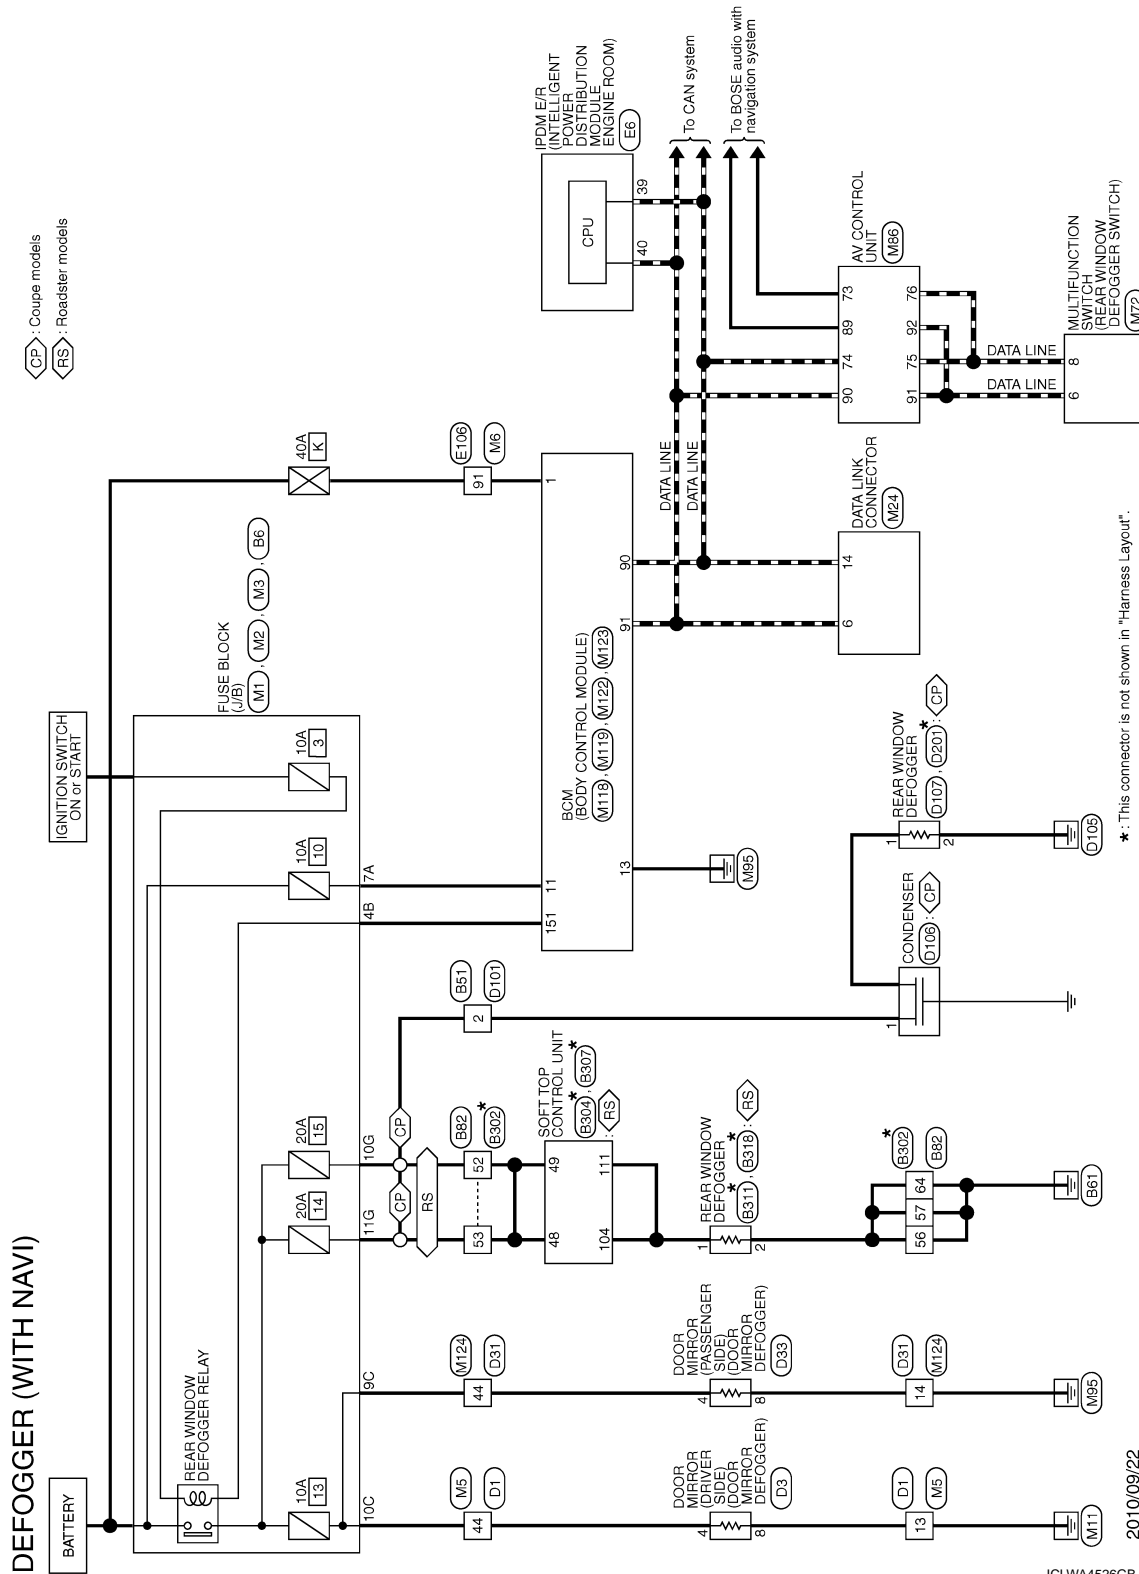 DEFOGGER (WITH NAVI)
BATTERY
IGNITION SWITCH
ON or START
CP : Coupe models
RS : Roadster models
FUSE BLOCK
(J/B)
M1 , M2 , M3 , B6
REAR WINDOW
DEFOGGER RELAY
10A
13
20A
14
20A
15
10A
10
10A
3
40A
K
10C
9C
11G
10G
4B
7A
CP
CP
RS
44
M5
D1
44
M124
D31
53
52
B82
B302 *
2
B51
D101
91
E106
M6
SOFT TOP
CONTROL UNIT
B304 * , B307 *
: RS
48
49
104
111
BCM
(BODY CONTROL MODULE)
M118 , M119 , M122 , M123
151
11
1
13
91
90
M95
IPDM E/R
(INTELLIGENT
POWER
DISTRIBUTION
MODULE
ENGINE ROOM)
E6
CPU
40
39
DATA LINE
DATA LINE
To CAN system
To BOSE audio with
navigation system
DOOR
MIRROR
(DRIVER
SIDE)
(DOOR
MIRROR
DEFOGGER)
D3
4
8
DOOR
MIRROR
(PASSENGER
SIDE)
(DOOR
MIRROR
DEFOGGER)
D33
4
8
REAR WINDOW
DEFOGGER
B311 * , B318 * : RS
1
2
CONDENSER
D106 : CP
1
REAR WINDOW
DEFOGGER
D107 , D201 * : CP
1
2
DATA LINK
CONNECTOR
M24
6
14
AV CONTROL
UNIT
M86
90
74
89
73
91
75
92
76
DATA LINE
DATA LINE
MULTIFUNCTION
SWITCH
(REAR WINDOW
DEFOGGER SWITCH)
M72
6
8
13
D1
M5
14
D31
M124
56
57
64
B302 *
B82
M11
M95
B61
D105
* : This connector is not shown in "Harness Layout".
2010/09/22
JCLWA4526GB